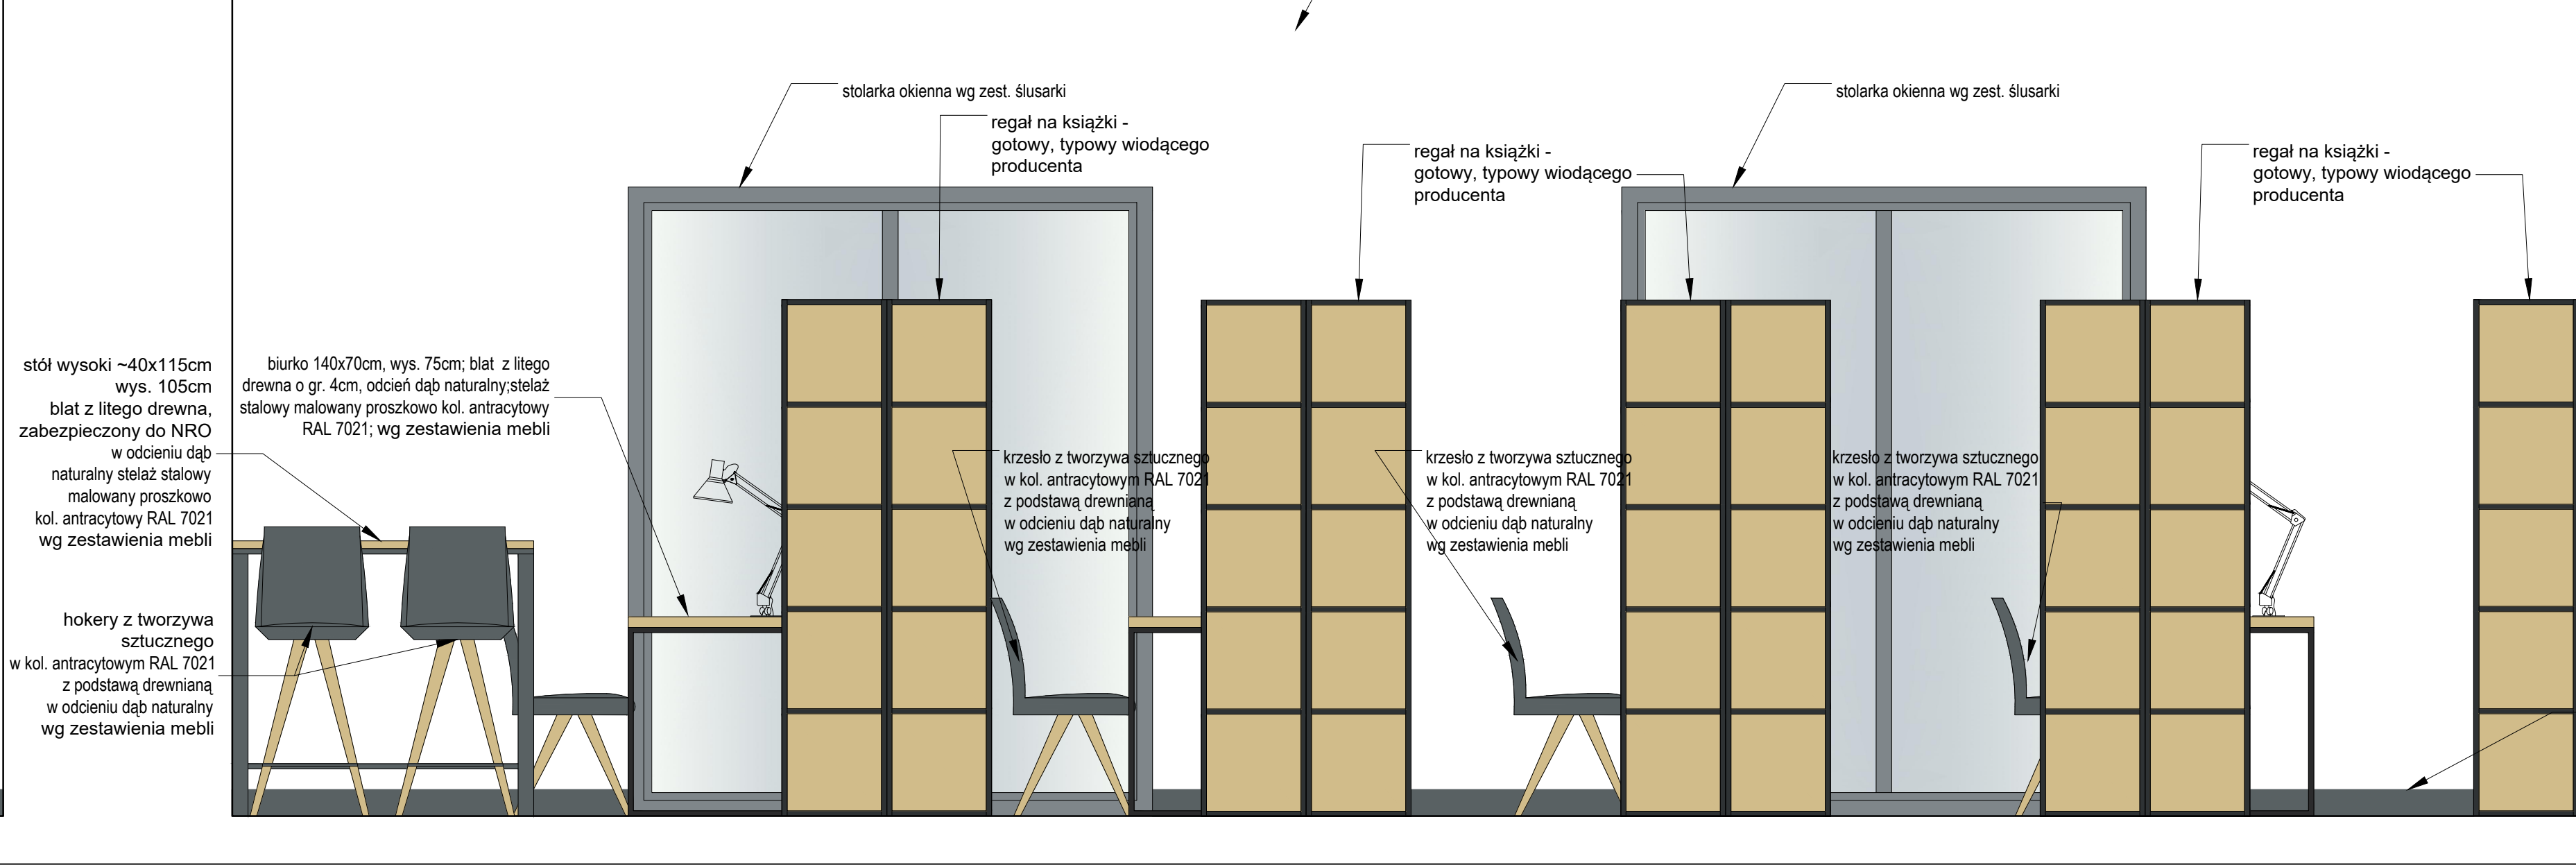 stolarka okienna wg zest. ślusarki
regał na książki -
gotowy, typowy wiodącego
producenta
regał na książki -
gotowy, typowy wiodącego
producenta
stolarka okienna wg zest. ślusarki
regał na książki -
gotowy, typowy wiodącego
producenta
stół wysoki ~40x115cm
wys. 105cm
blat z litego drewna,
zabezpieczony do NRO
w odcieniu dąb
naturalny stelaż stalowy
malowany proszkowo
kol. antracytowy RAL 7021
wg zestawienia mebli
biurko 140x70cm, wys. 75cm; blat z litego
drewna o gr. 4cm, odcień dąb naturalny;stelaż
stalowy malowany proszkowo kol. antracytowy
RAL 7021; wg zestawienia mebli
krzesło z tworzywa sztucznego
w kol. antracytowym RAL 7021
z podstawą drewnianą
w odcieniu dąb naturalny
wg zestawienia mebli
krzesło z tworzywa sztucznego
w kol. antracytowym RAL 7021
z podstawą drewnianą
w odcieniu dąb naturalny
wg zestawienia mebli
krzesło z tworzywa sztucznego
w kol. antracytowym RAL 7021
z podstawą drewnianą
w odcieniu dąb naturalny
wg zestawienia mebli
hokery z tworzywa
sztucznego
w kol. antracytowym RAL 7021
z podstawą drewnianą
w odcieniu dąb naturalny
wg zestawienia mebli